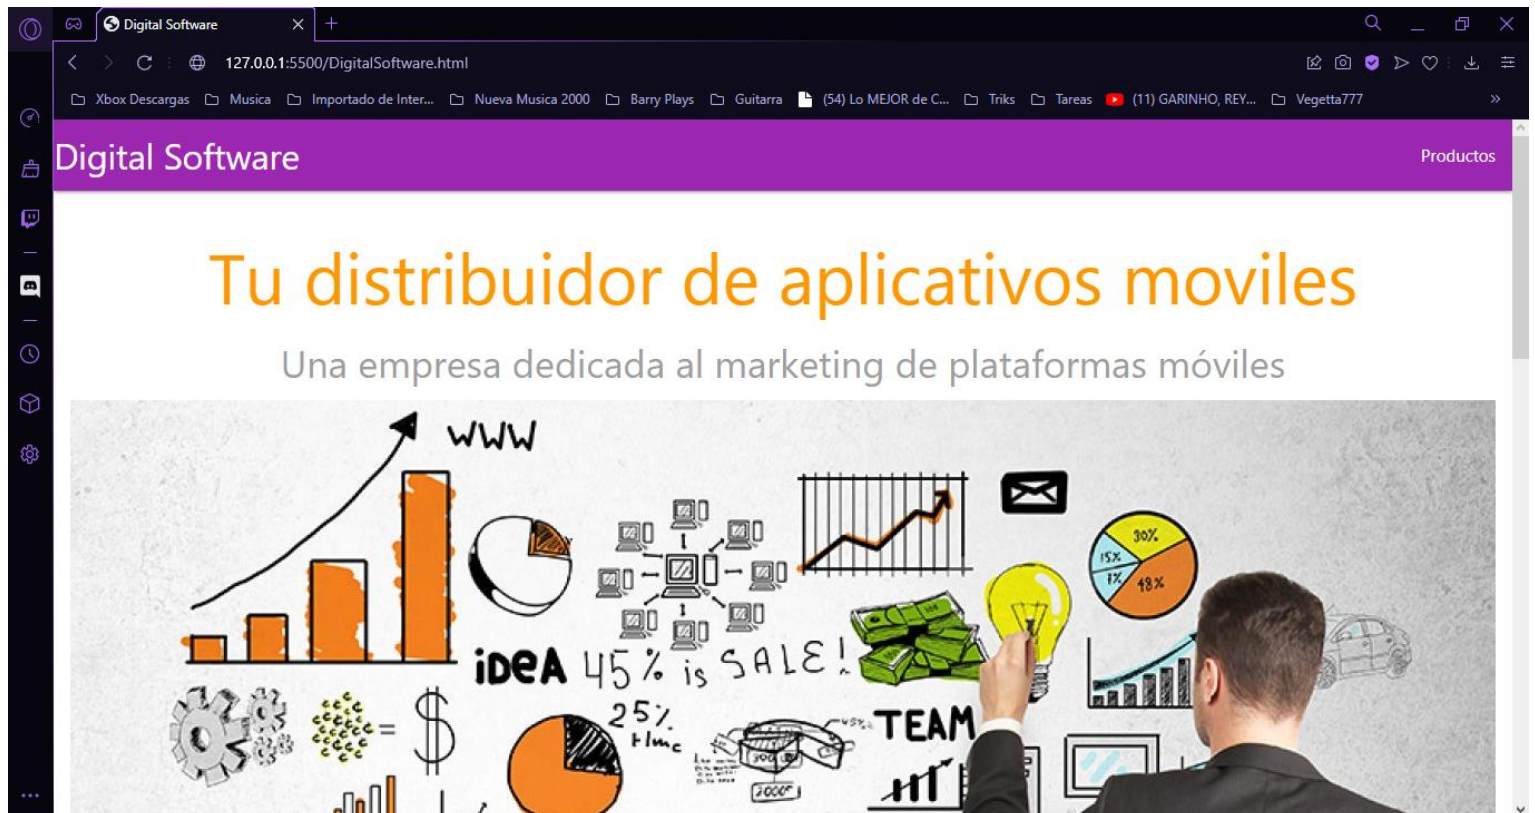 Digital Software
127.0.0.1:5500/DigitalSoftware.html
Xbox Descargas Musica Importado de Inter... Nueva Musica 2000 Barry Plays Guitarra (54) Lo MEJOR de C... Triks Tareas (11) GARINHO, REY... Vegetta777 »
Digital Software Productos
Tu distribuidor de aplicativos moviles
Una empresa dedicada al marketing de plataformas móviles
WWW
30%
15%
7% 48%
iDeA 45% is SALE!
= $
25%
TEAM